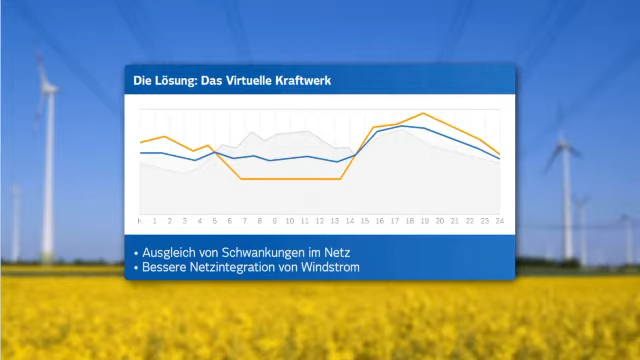 Die Lösung: Das Virtuelle Kraftwerk
h 1 2 3 4 5 6 7 8 9 10 11 12 13 14 15 16 17 18 19 20 21 22 23 24
• Ausgleich von Schwankungen im Netz
• Bessere Netzintegration von Windstrom